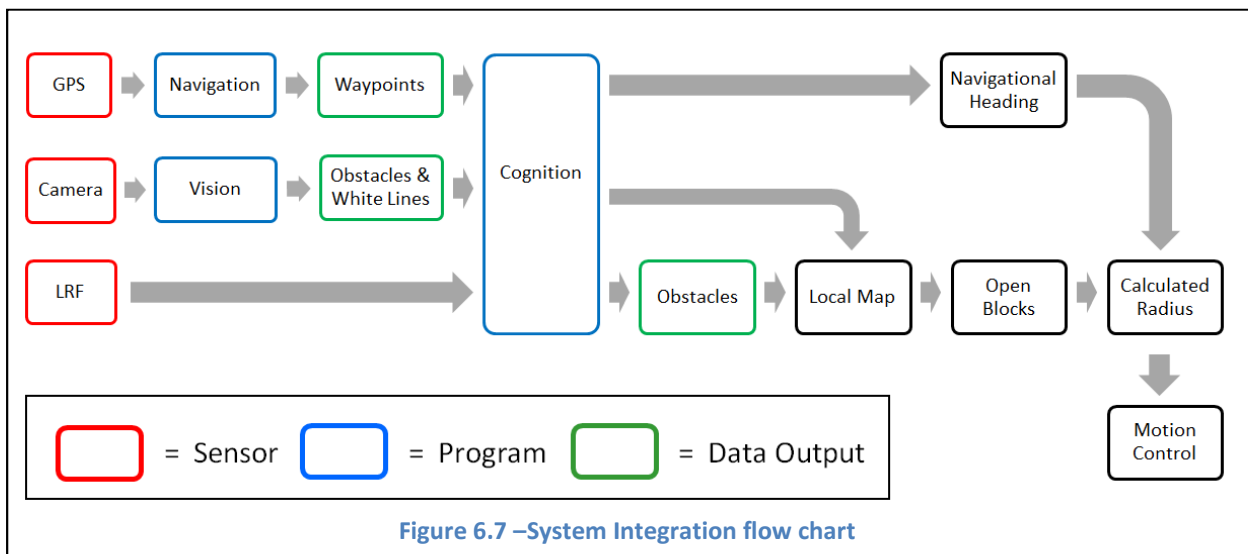 GPS
Navigation
Waypoints
Navigational
Heading
Camera
Vision
Obstacles &
White Lines
Cognition
LRF
Obstacles
Local Map
Open
Blocks
Calculated
Radius
Motion
Control
= Sensor
= Program
= Data Output
Figure 6.7 –System Integration flow chart